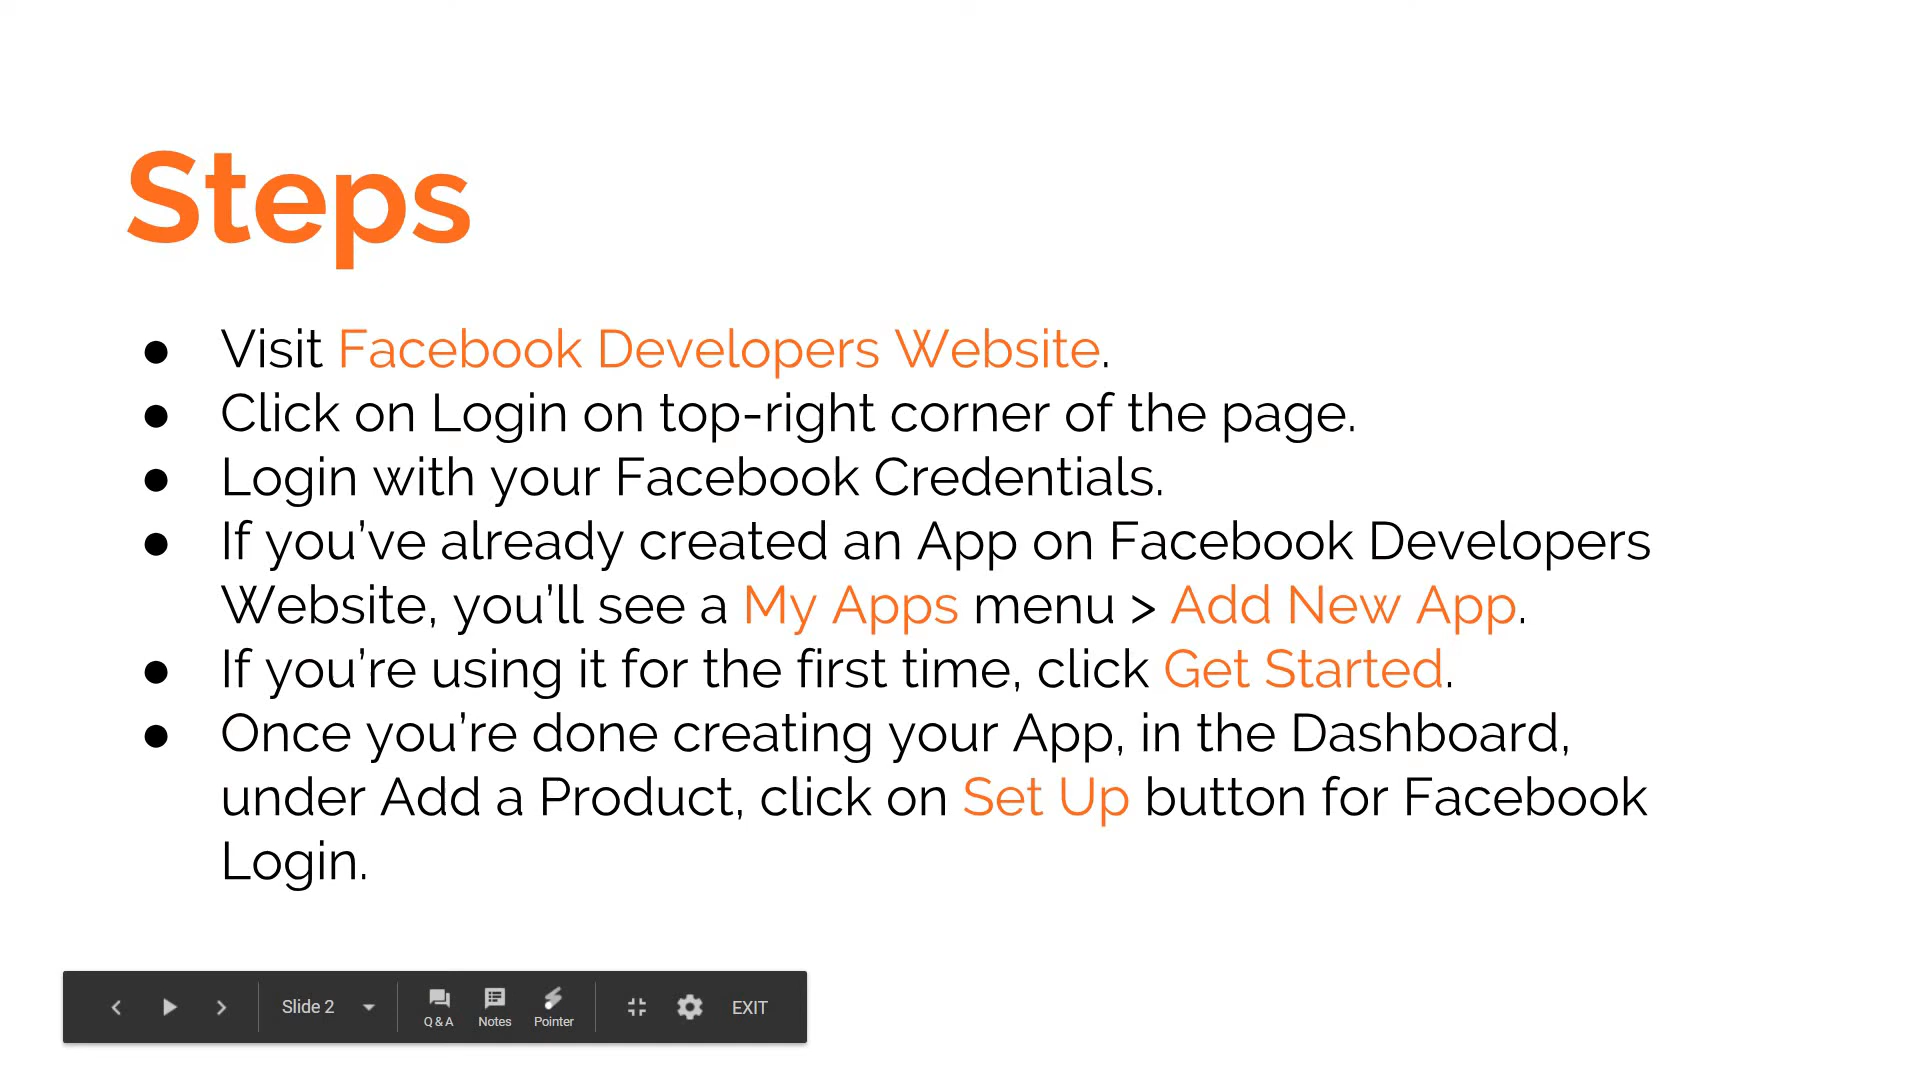 Steps
● Visit Facebook Developers Website.
● Click on Login on top-right corner of the page.
● Login with your Facebook Credentials.
● If you’ve already created an App on Facebook Developers
Website, you’ll see a My Apps menu > Add New App.
● If you’re using it for the first time, click Get Started.
● Once you’re done creating your App, in the Dashboard,
under Add a Product, click on Set Up button for Facebook
Login.
Slide 2 Q & A Notes Pointer EXIT